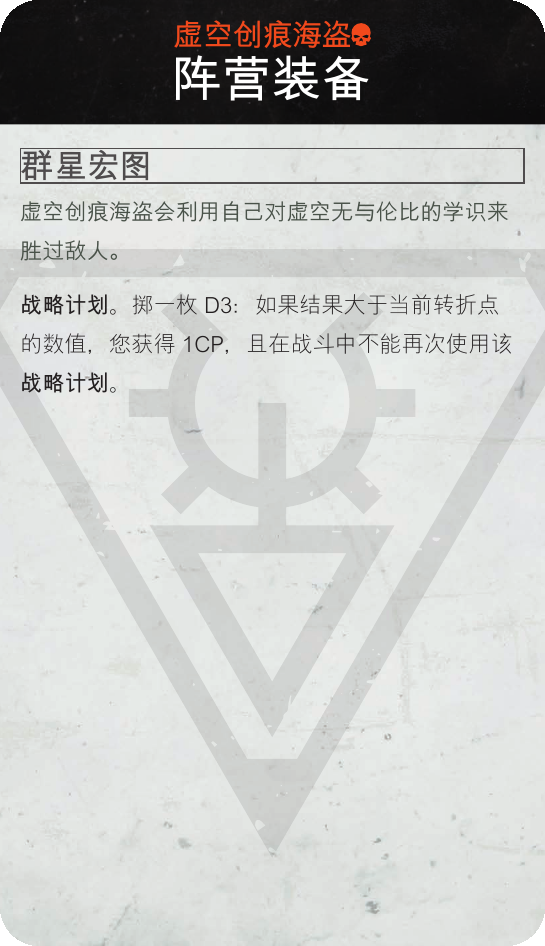 虚空创痕海盗
阵营装备
群星宏图
虚空创痕海盗会利用自己对虚空无与伦比的学识来
胜过敌人。
战略计划。掷一枚 D3：如果结果大于当前转折点
的数值，您获得 1CP，且在战斗中不能再次使用该
战略计划。